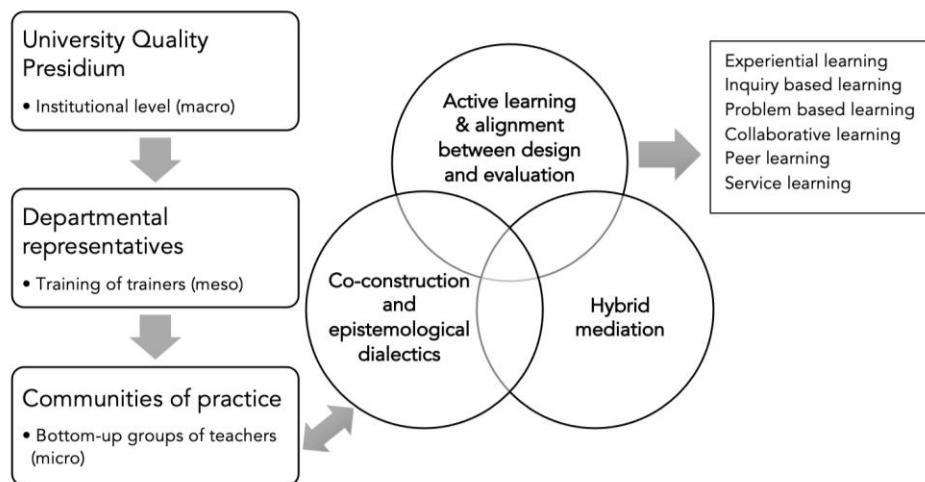 University Quality
Presidium
• Institutional level (macro)
Departmental
representatives
• Training of trainers (meso)
Communities of practice
• Bottom-up groups of teachers
(micro)
Active learning
& alignment
between design
and evaluation
Co-construction
and
epistemological
dialectics
Hybrid
mediation
Experiential learning
Inquiry based learning
Problem based learning
Collaborative learning
Peer learning
Service learning